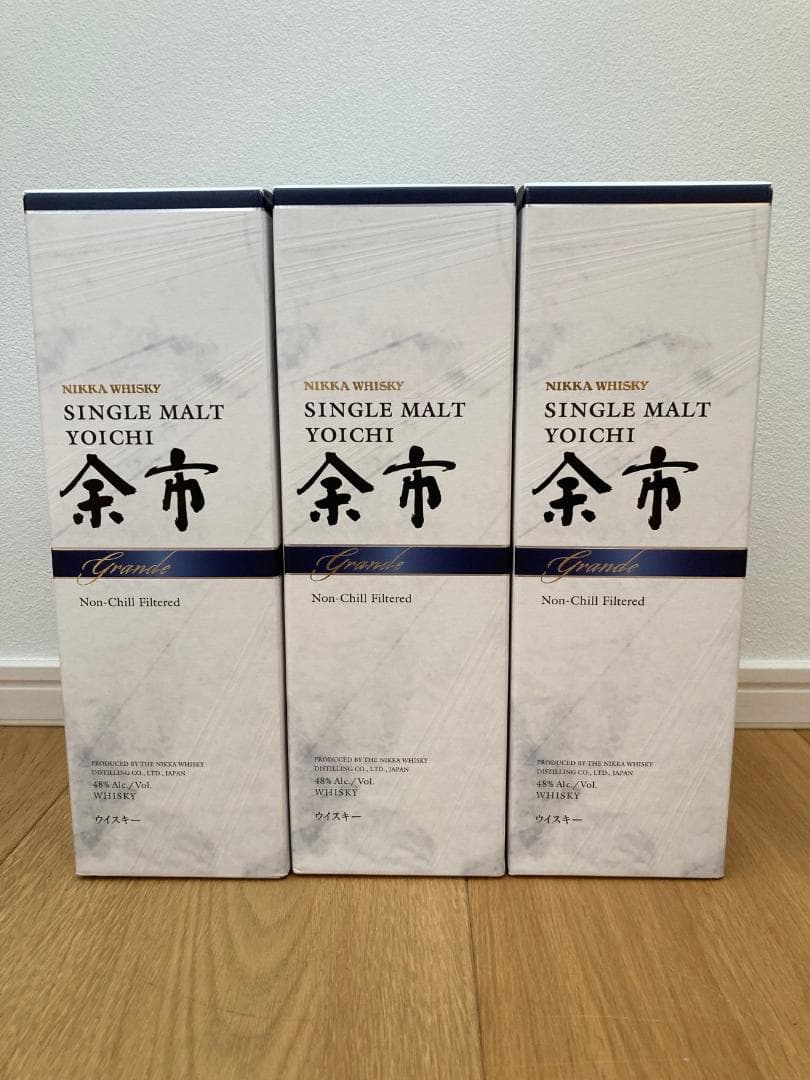 NIKKA WHISKY
SINGLE MALT
YOICHI
余市
Grande
Non-Chill Filtered
PRODUCED BY THE NIKKA WHISKY
DISTILLING CO., LTD., JAPAN
48% Alc./Vol.
WHISKY
ウイスキー
NIKKA WHISKY
SINGLE MALT
YOICHI
余市
Grande
Non-Chill Filtered
PRODUCED BY THE NIKKA WHISKY
DISTILLING CO., LTD., JAPAN
48% Alc./Vol.
WHISKY
ウイスキー
NIKKA WHISKY
SINGLE MALT
YOICHI
余市
Grande
Non-Chill Filtered
PRODUCED BY THE NIKKA WHISKY
DISTILLING CO., LTD., JAPAN
48% Alc./Vol.
WHISKY
ウイスキー